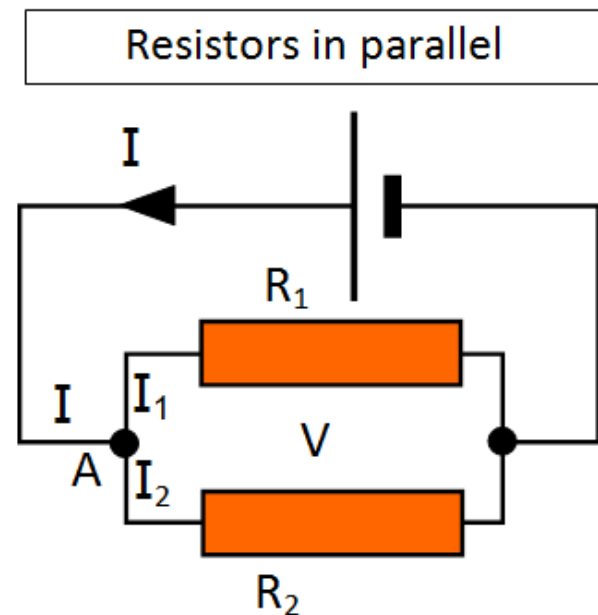 Resistors in parallel
I
R₁
I
I₁
V
A
I₂
R₂